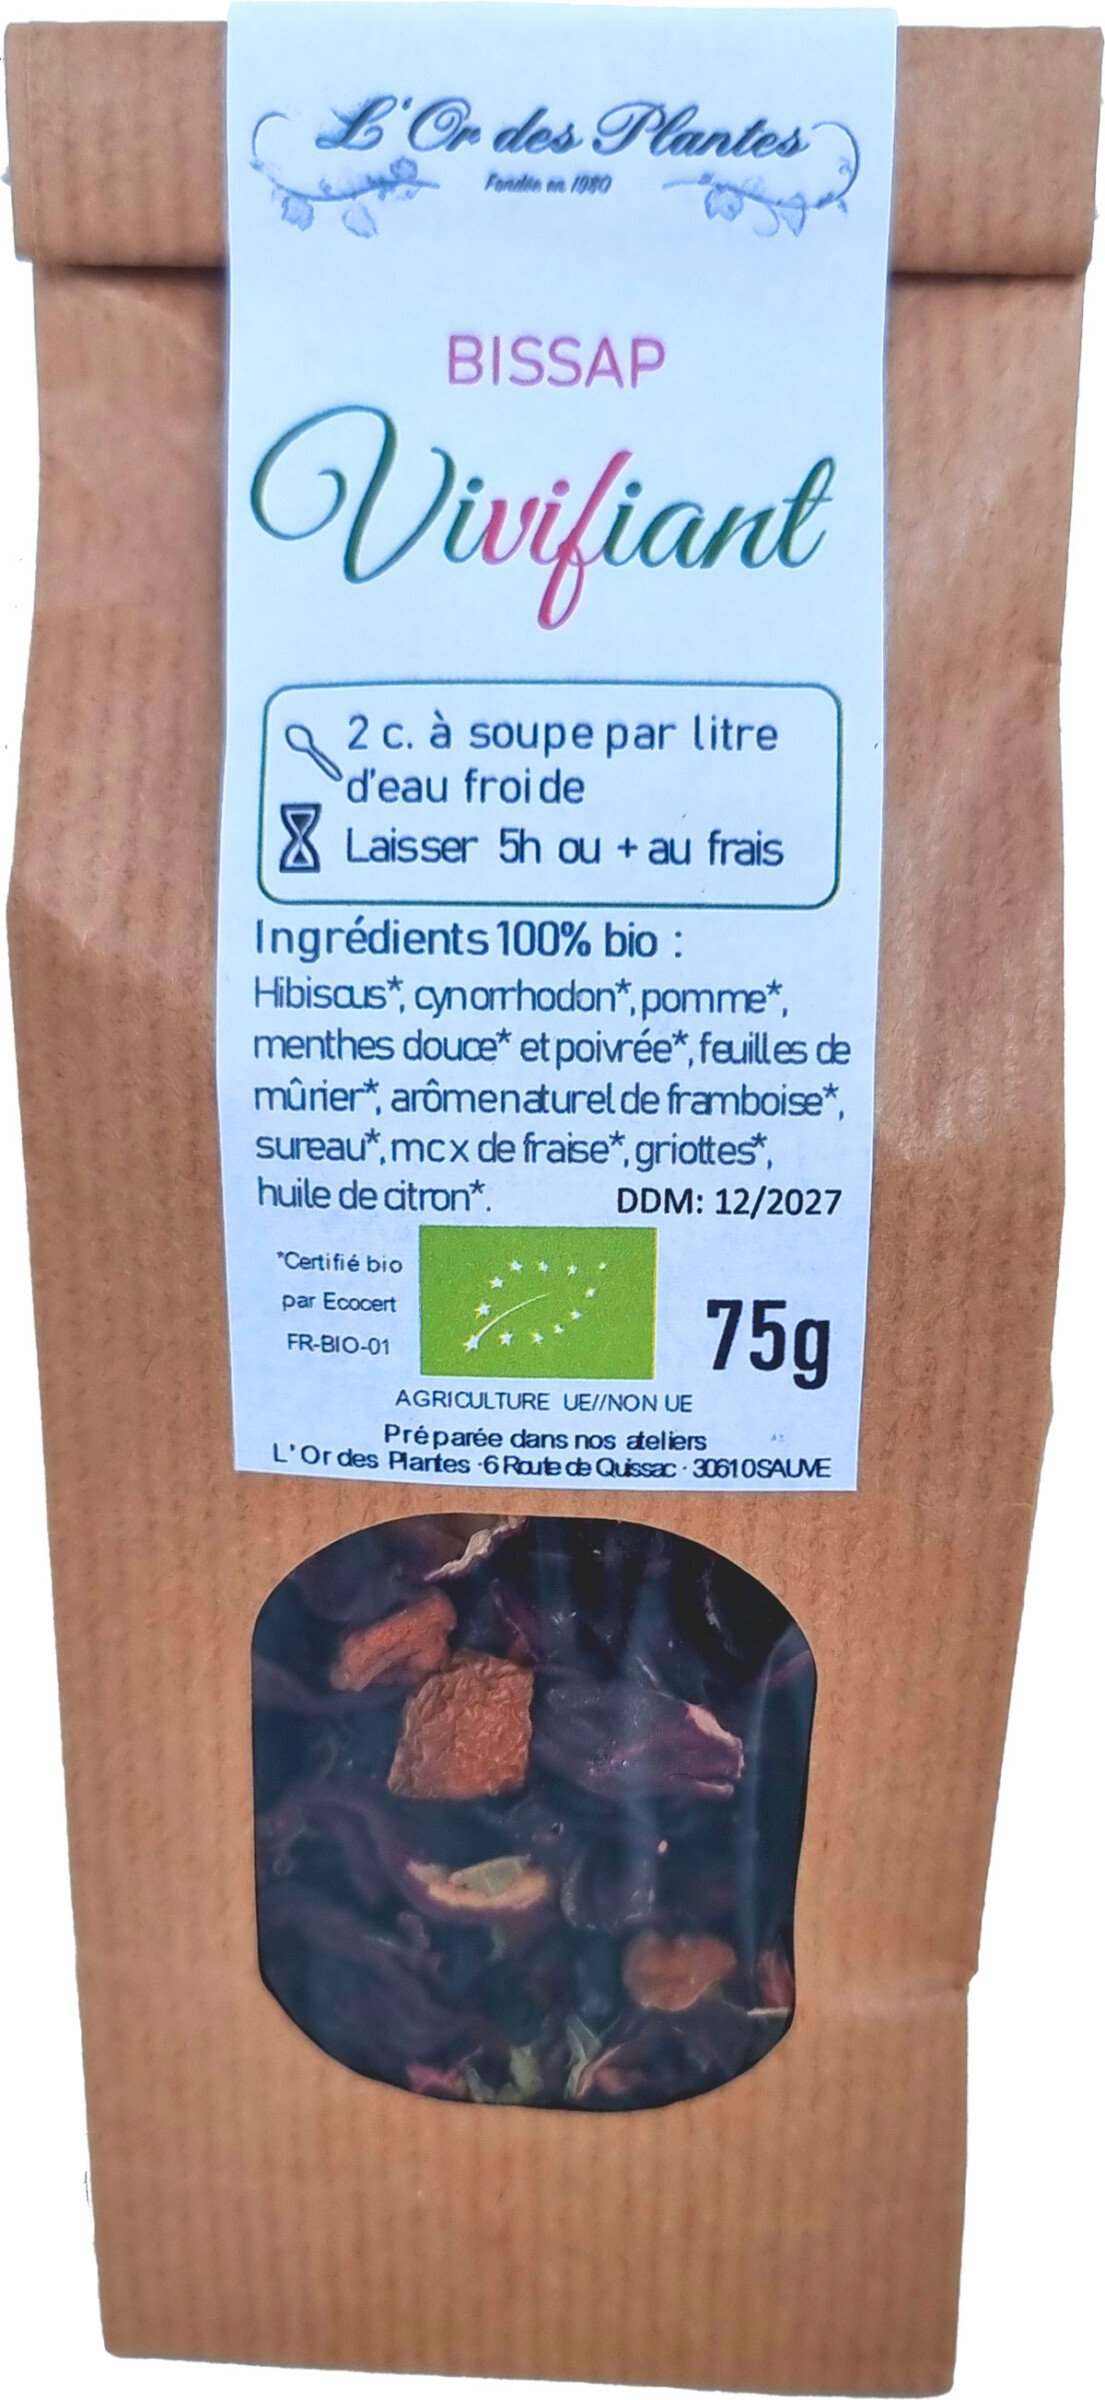 L'Or des Plantes
Fondée en 1980
BISSAP
Vivifiant
2 c. à soupe par litre
d'eau froide
Laisser 5h ou + au frais
Ingrédients 100% bio :
Hibiscus*, cynorrhodon*, pomme*,
menthes douce* et poivrée*, feuilles de
mûrier*, arôme naturel de framboise*,
sureau*, mcx de fraise*, griottes*,
huile de citron*.
DDM: 12/2027
*Certifié bio
par Ecocert
FR-BIO-01
75g
AGRICULTURE UE//NON UE
Préparée dans nos ateliers
L'Or des Plantes · 6 Route de Quissac · 30610 SAUVE